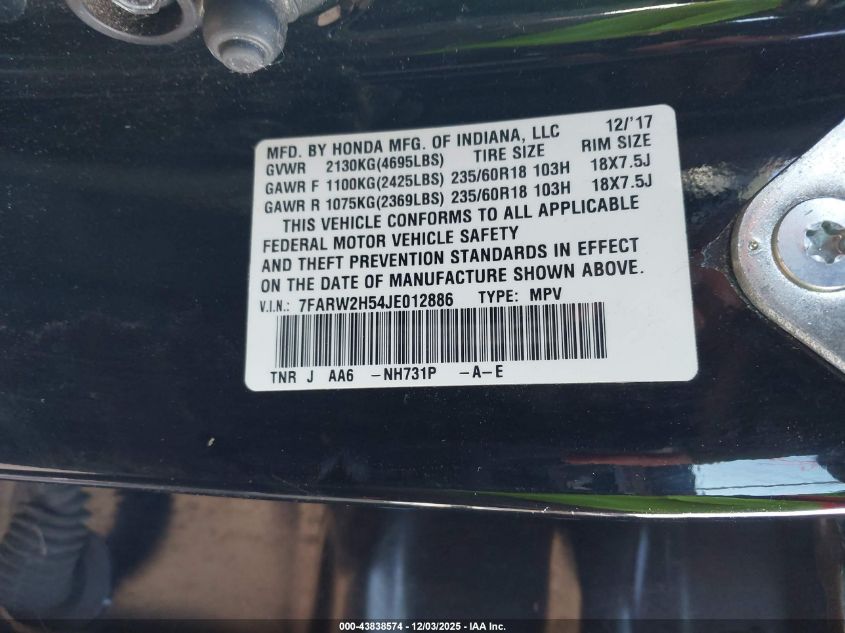 MFD. BY HONDA MFG. OF INDIANA, LLC 12/'17
GVWR 2130KG(4695LBS) TIRE SIZE RIM SIZE
GAWR F 1100KG(2425LBS) 235/60R18 103H 18X7.5J
GAWR R 1075KG(2369LBS) 235/60R18 103H 18X7.5J
THIS VEHICLE CONFORMS TO ALL APPLICABLE
FEDERAL MOTOR VEHICLE SAFETY
AND THEFT PREVENTION STANDARDS IN EFFECT
ON THE DATE OF MANUFACTURE SHOWN ABOVE.
V.I.N.: 7FARW2H54JE012886 TYPE: MPV
TNR J AA6 -NH731P -A-E
000-43838574 - 12/03/2025 - IAA Inc.